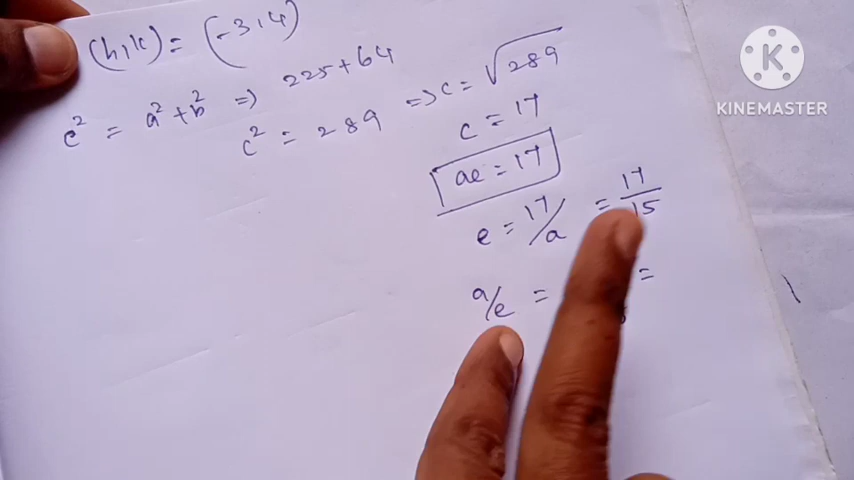 (h,k) = (-3,4)
c² = a² + b² => 225+64
c² = 289 => c = √289
c = 17
ae = 17
e = 17/a = 17/15
a/e = =
K
KINEMASTER